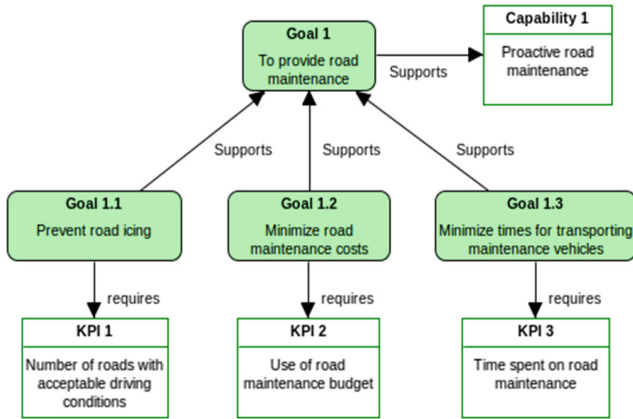 Goal 1
To provide road
maintenance
Supports
Capability 1
Proactive road
maintenance
Supports
Supports
Supports
Goal 1.1
Prevent road icing
Goal 1.2
Minimize road
maintenance costs
Goal 1.3
Minimize times for transporting
maintenance vehicles
requires
requires
requires
KPI 1
Number of roads with
acceptable driving
conditions
KPI 2
Use of road
maintenance budget
KPI 3
Time spent on road
maintenance